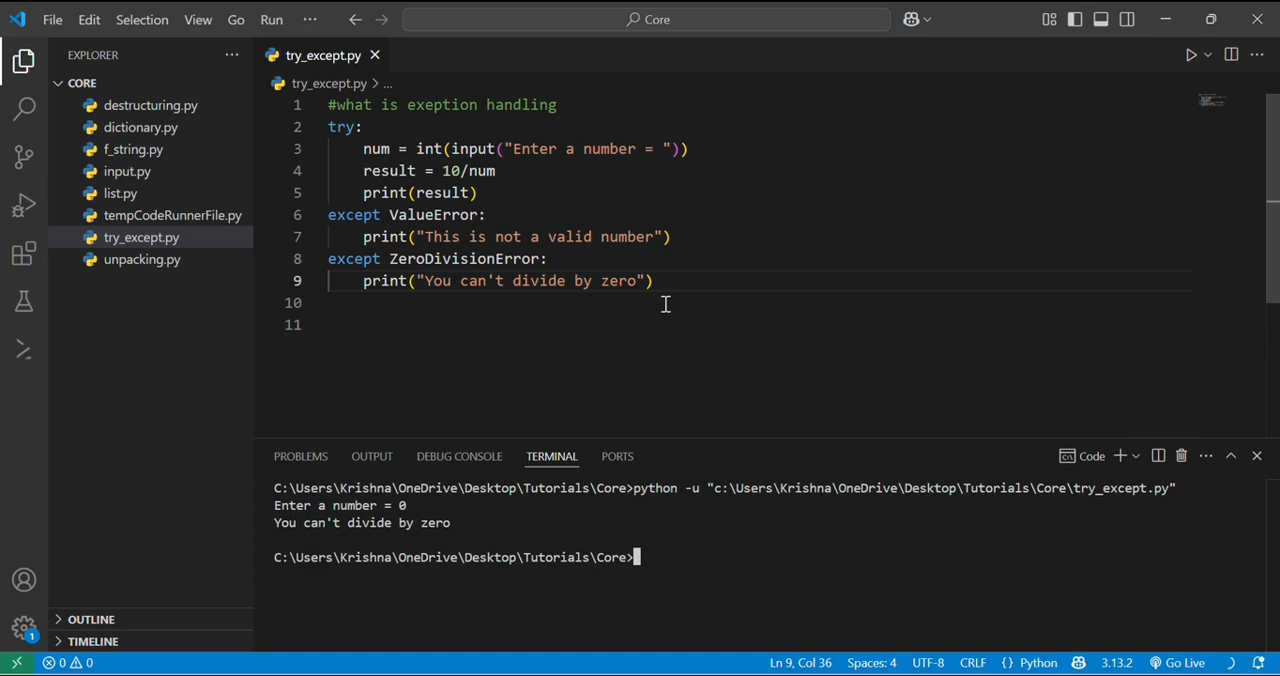 File Edit Selection View Go Run ··· Core
EXPLORER ···
CORE
destructuring.py
dictionary.py
f_string.py
input.py
list.py
tempCodeRunnerFile.py
try_except.py
unpacking.py
OUTLINE
TIMELINE
try_except.py
try_except.py > ...
1 #what is exeption handling
2 try:
3 num = int(input("Enter a number = "))
4 result = 10/num
5 print(result)
6 except ValueError:
7 print("This is not a valid number")
8 except ZeroDivisionError:
9 print("You can't divide by zero")
10
11
PROBLEMS OUTPUT DEBUG CONSOLE TERMINAL PORTS Code
C:\Users\Krishna\OneDrive\Desktop\Tutorials\Core>python -u "c:\Users\Krishna\OneDrive\Desktop\Tutorials\Core\try_except.py"
Enter a number = 0
You can't divide by zero
C:\Users\Krishna\OneDrive\Desktop\Tutorials\Core>
1
0 0 Ln 9, Col 36 Spaces: 4 UTF-8 CRLF {} Python 3.13.2 Go Live